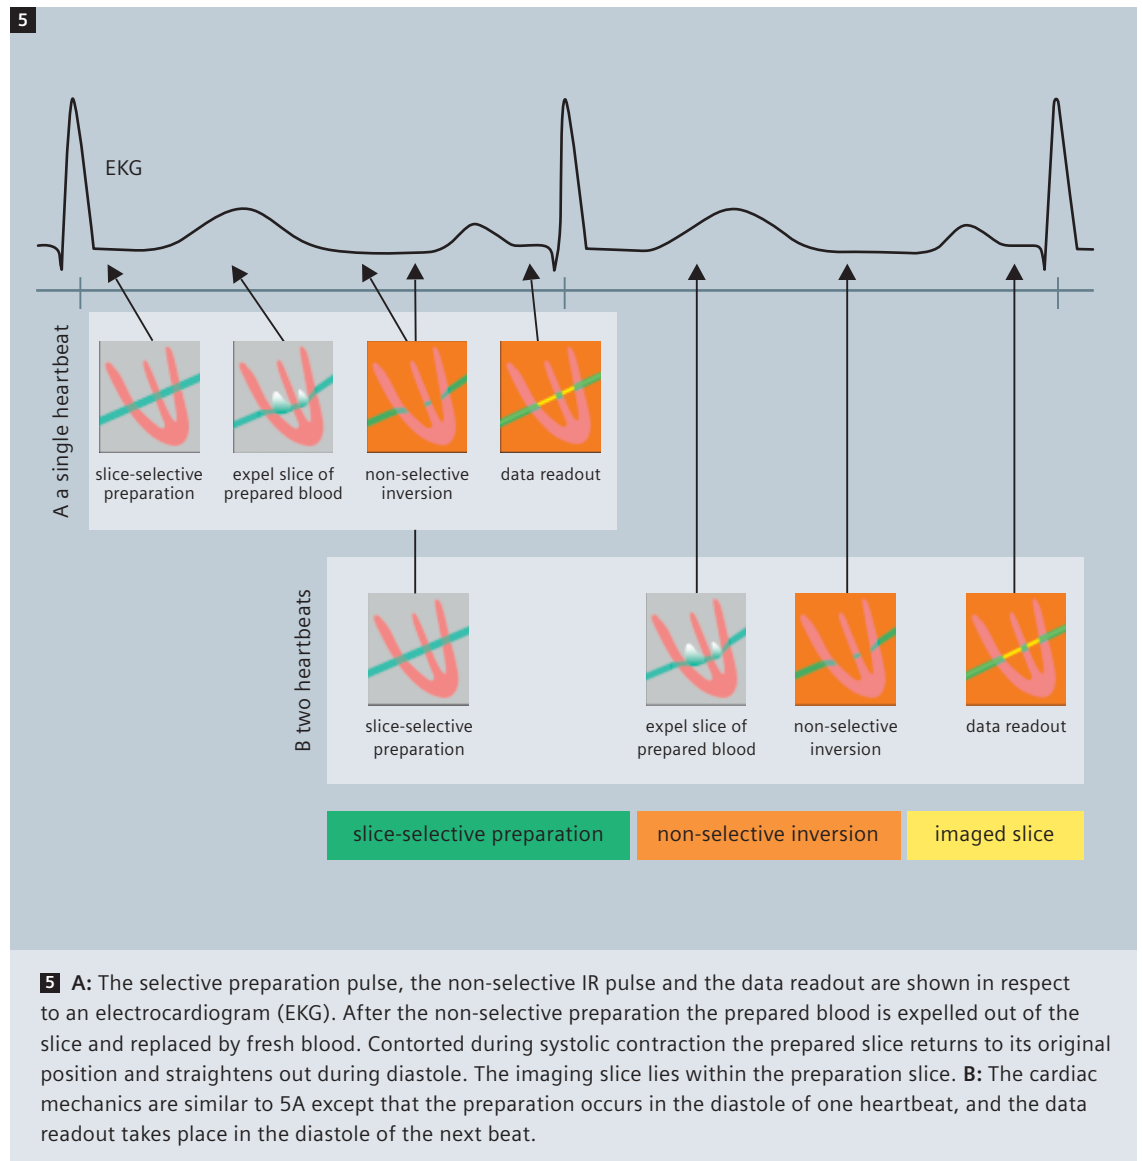 5
EKG
A a single heartbeat
slice-selective
preparation
expel slice of
prepared blood
non-selective
inversion
data readout
B two heartbeats
slice-selective
preparation
expel slice of
prepared blood
non-selective
inversion
data readout
slice-selective preparation
non-selective inversion
imaged slice
5 A: The selective preparation pulse, the non-selective IR pulse and the data readout are shown in respect
to an electrocardiogram (EKG). After the non-selective preparation the prepared blood is expelled out of the
slice and replaced by fresh blood. Contorted during systolic contraction the prepared slice returns to its original
position and straightens out during diastole. The imaging slice lies within the preparation slice. B: The cardiac
mechanics are similar to 5A except that the preparation occurs in the diastole of one heartbeat, and the data
readout takes place in the diastole of the next beat.